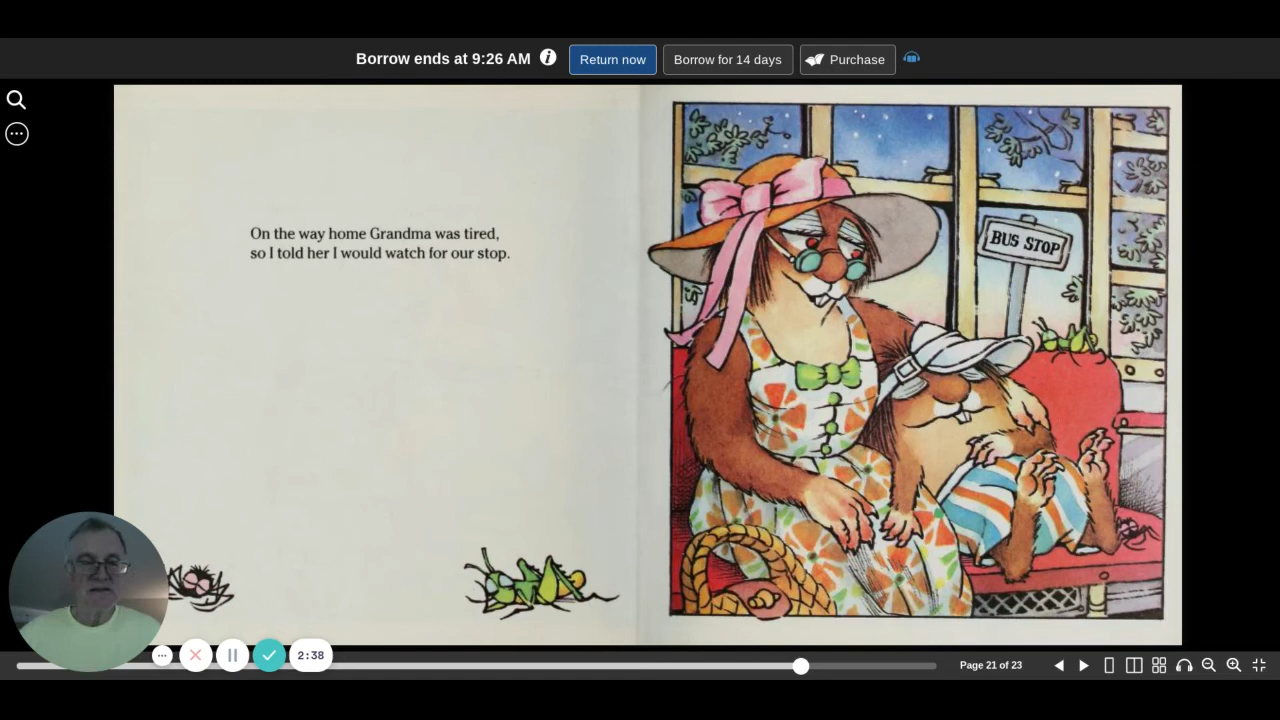 Borrow ends at 9:26 AM
Return now
Borrow for 14 days
Purchase
On the way home Grandma was tired,
so I told her I would watch for our stop.
BUS STOP
2:38
Page 21 of 23